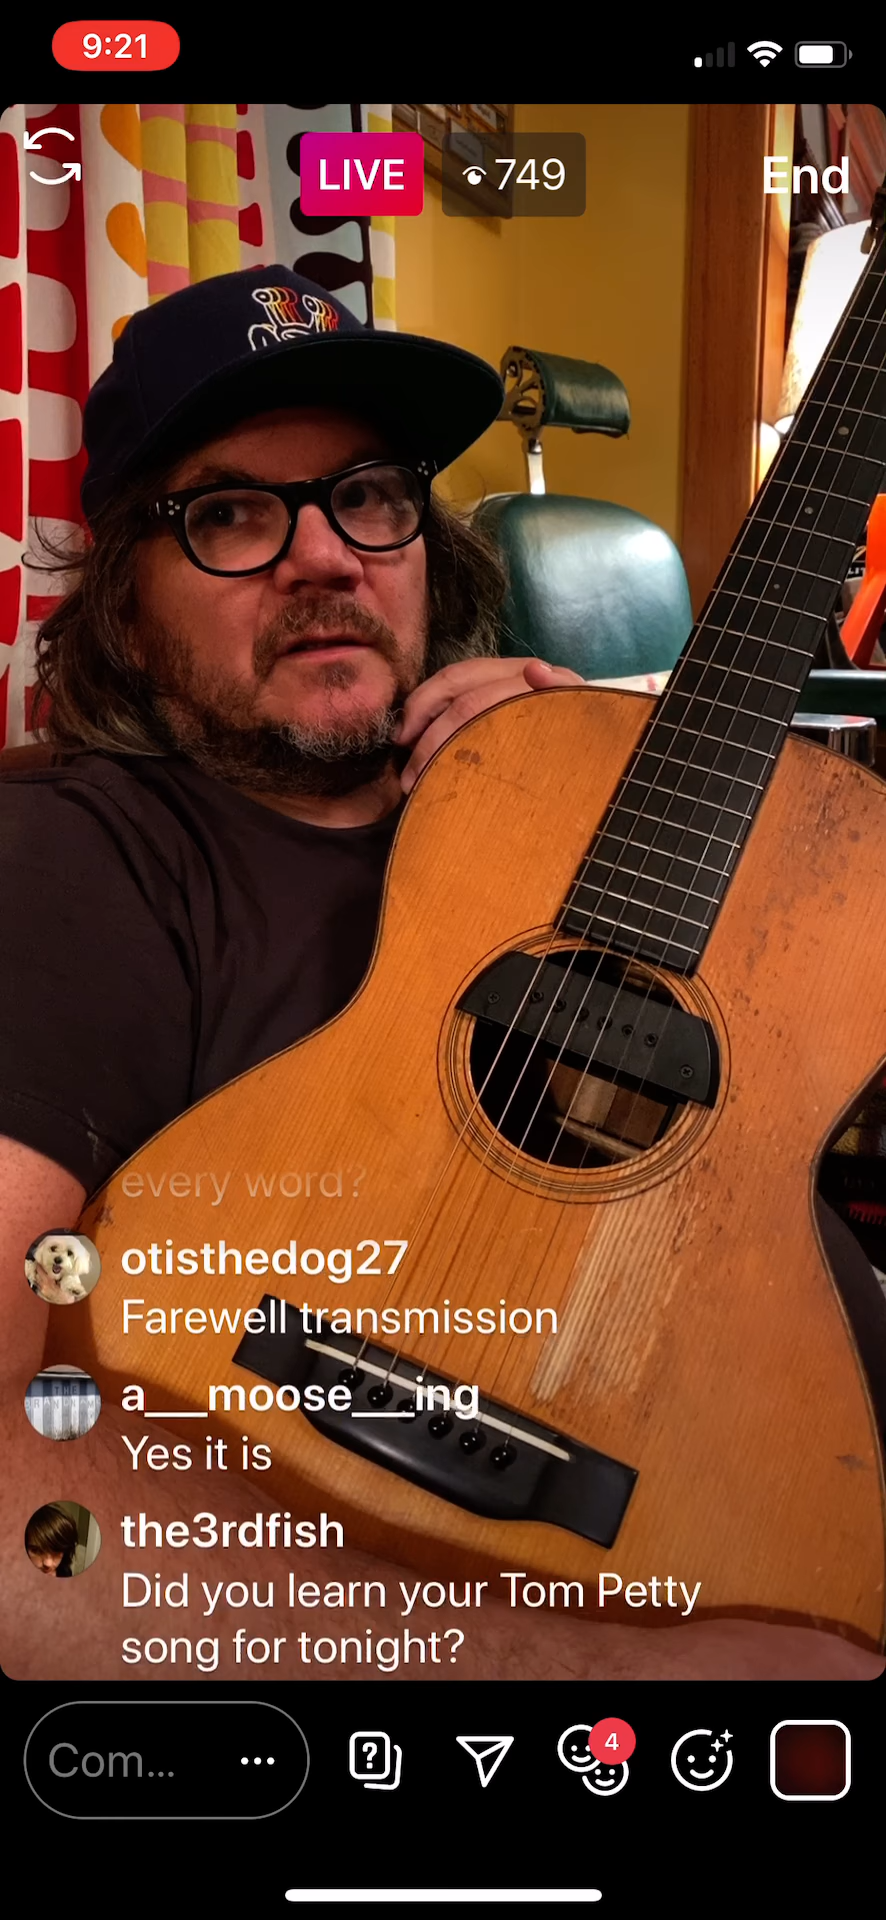 9:21
LIVE
749
End
every word?
otisthedog27
Farewell transmission
a___moose___ing
Yes it is
the3rdfish
Did you learn your Tom Petty
song for tonight?
Com...
?
4